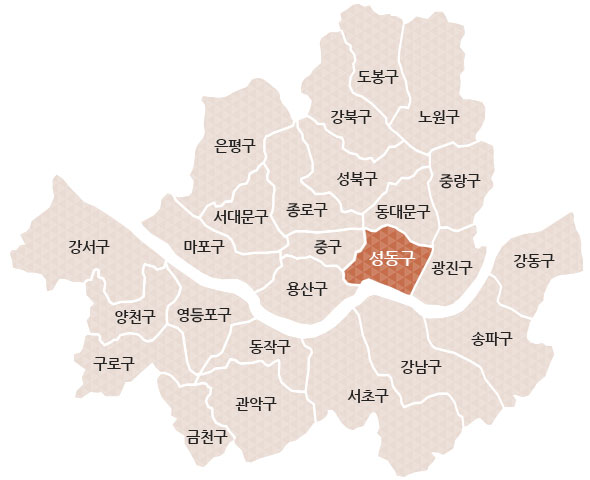 도봉구
강북구
노원구
은평구
성북구
중랑구
서대문구
종로구
동대문구
강서구
마포구
중구
성동구
광진구
강동구
용산구
양천구
영등포구
송파구
동작구
구로구
강남구
관악구
서초구
금천구